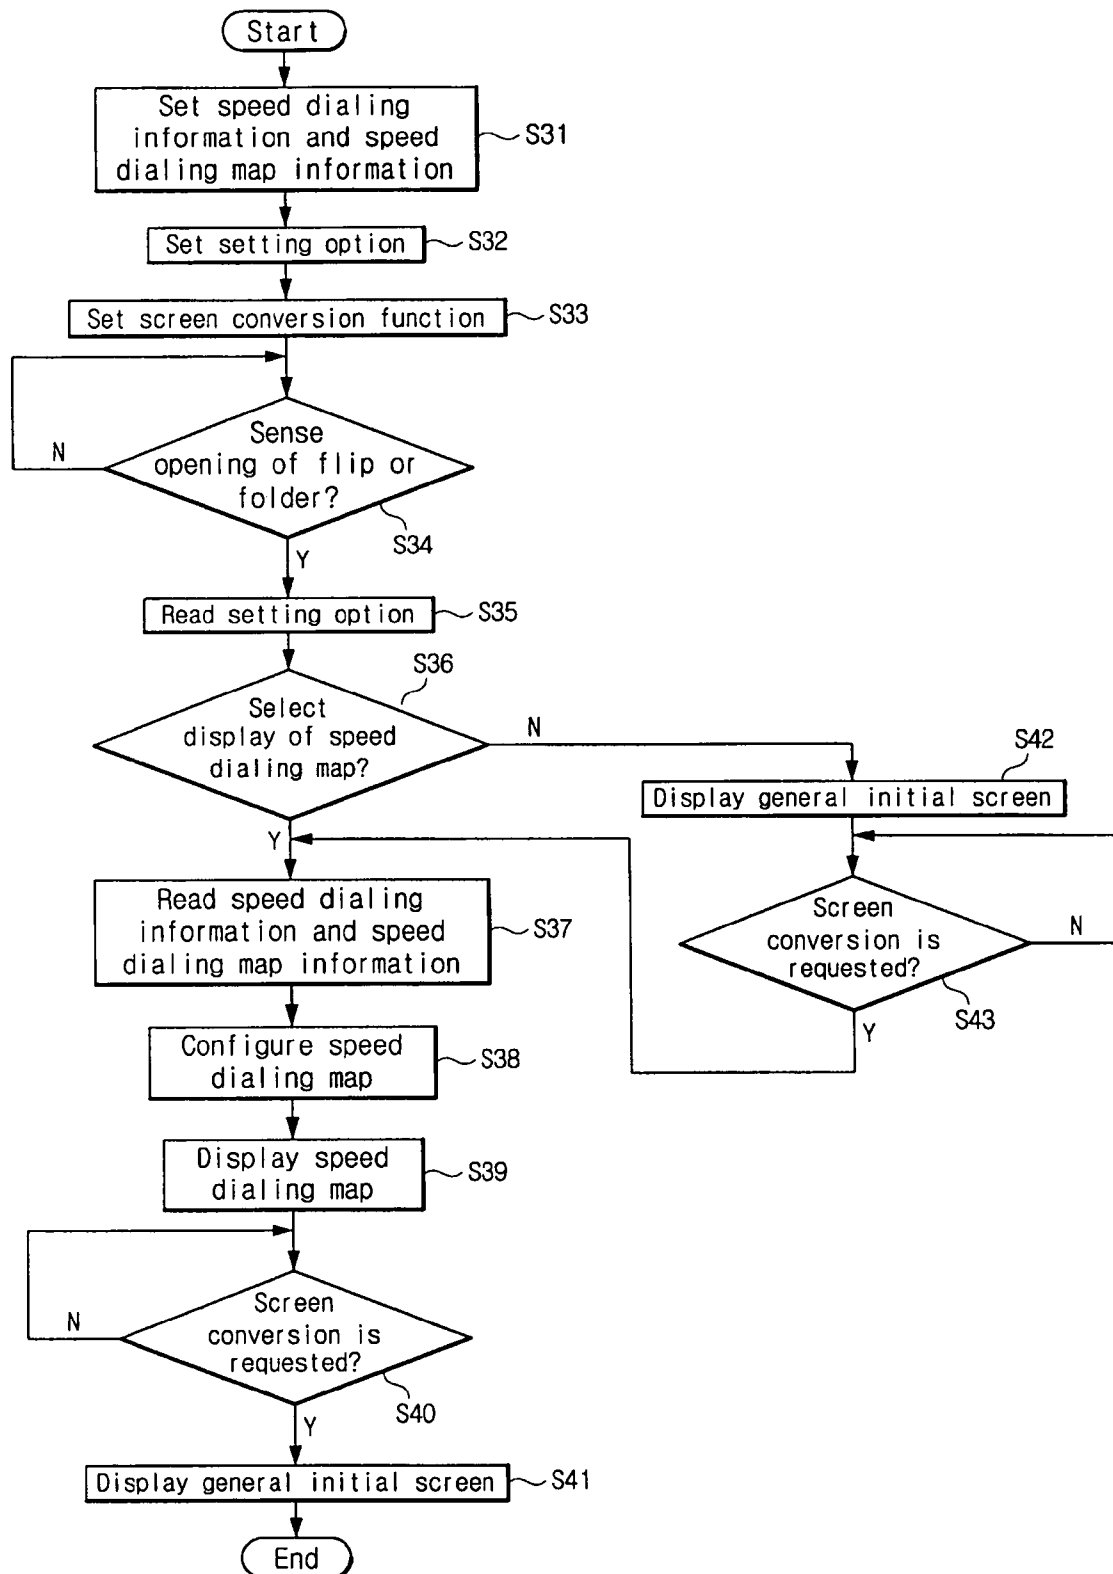 Start
Set speed dialing
information and speed
dialing map information
S31
Set setting option
S32
Set screen conversion function
S33
Sense
opening of flip or
folder?
N
S34
Y
Read setting option
S35
S36
Select
display of speed
dialing map?
N
Y
S42
Display general initial screen
Read speed dialing
information and speed
dialing map information
S37
Screen
conversion is
requested?
N
S43
Y
Configure speed
dialing map
S38
Display speed
dialing map
S39
Screen
conversion is
requested?
N
S40
Y
Display general initial screen
S41
End